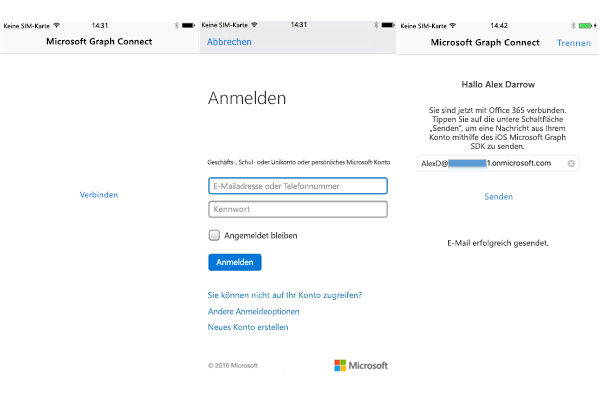 Keine SIM-Karte 14:31
Microsoft Graph Connect
Verbinden
Keine SIM-Karte 14:31
Abbrechen
Anmelden
Geschäfts-, Schul- oder Unikonto oder persönliches Microsoft-Konto
E-Mailadresse oder Telefonnummer
Kennwort
Angemeldet bleiben
Anmelden
Sie können nicht auf Ihr Konto zugreifen?
Andere Anmeldeoptionen
Neues Konto erstellen
© 2016 Microsoft
Microsoft
Keine SIM-Karte 14:42
Microsoft Graph Connect Trennen
Hallo Alex Darrow
Sie sind jetzt mit Office 365 verbunden.
Tippen Sie auf die untere Schaltfläche
„Senden“, um eine Nachricht aus Ihrem
Konto mithilfe des iOS Microsoft Graph
SDK zu senden.
AlexD@ 1.onmicrosoft.com
Senden
E-Mail erfolgreich gesendet.